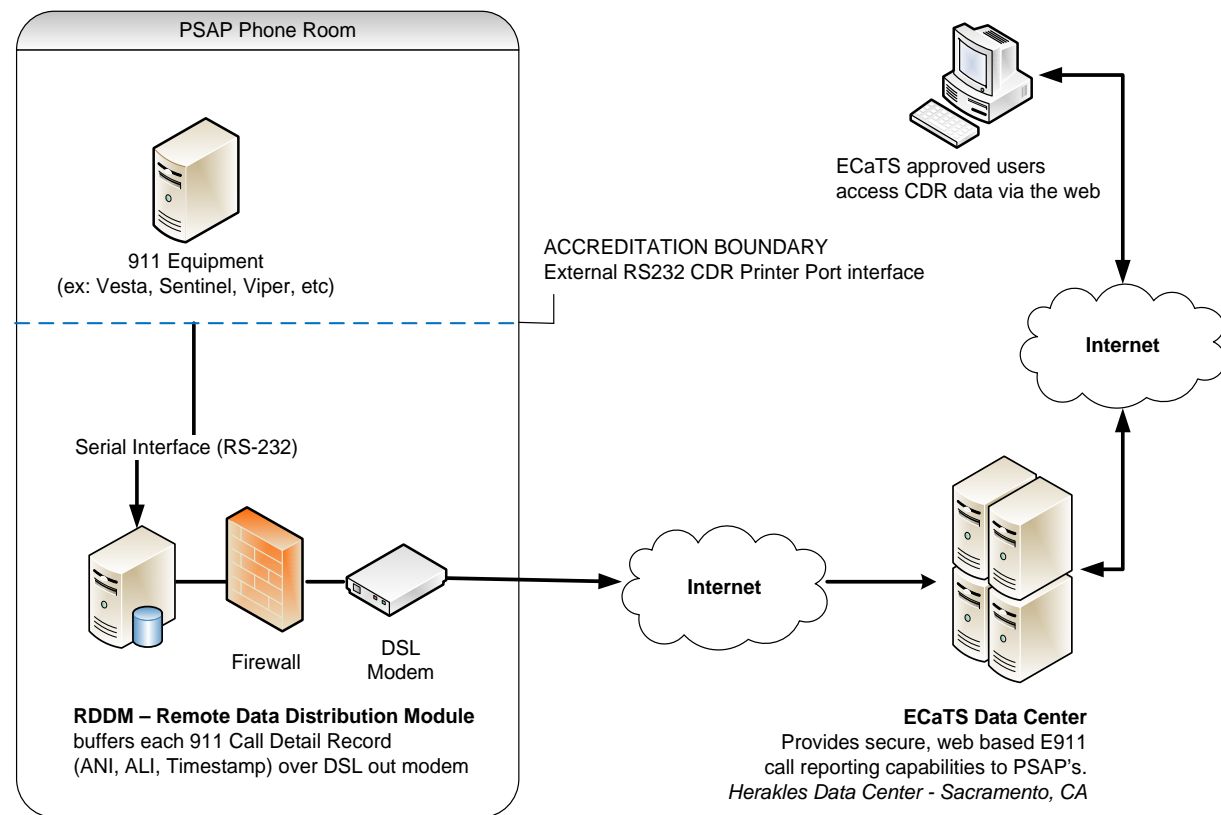 PSAP Phone Room
911 Equipment
(ex: Vesta, Sentinel, Viper, etc)
ACCREDITATION BOUNDARY
External RS232 CDR Printer Port interface
ECaTS approved users
access CDR data via the web
Internet
Serial Interface (RS-232)
Firewall
DSL
Modem
Internet
RDDM – Remote Data Distribution Module
buffers each 911 Call Detail Record
(ANI, ALI, Timestamp) over DSL out modem
ECaTS Data Center
Provides secure, web based E911
call reporting capabilities to PSAP's.
Herakles Data Center - Sacramento, CA